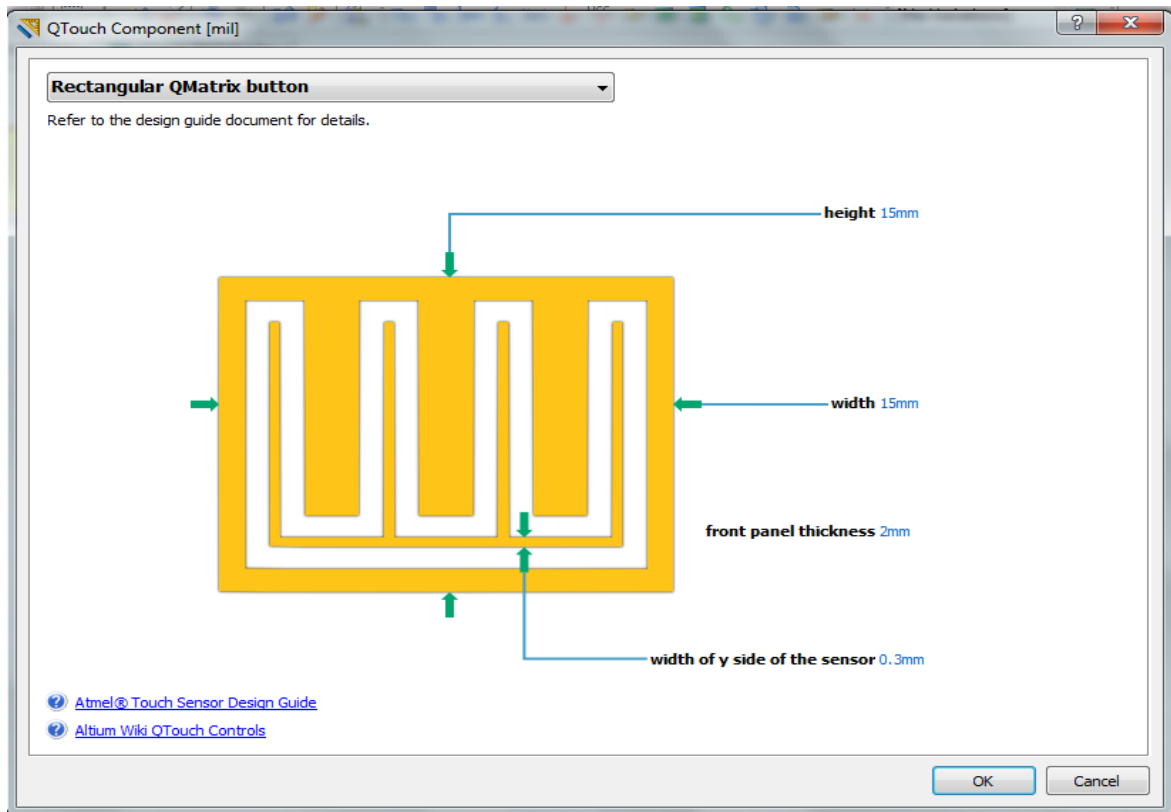 QTouch Component [mil]
Rectangular QMatrix button
Refer to the design guide document for details.
height 15mm
width 15mm
front panel thickness 2mm
width of y side of the sensor 0.3mm
Atmel® Touch Sensor Design Guide
Altium Wiki QTouch Controls
OK
Cancel